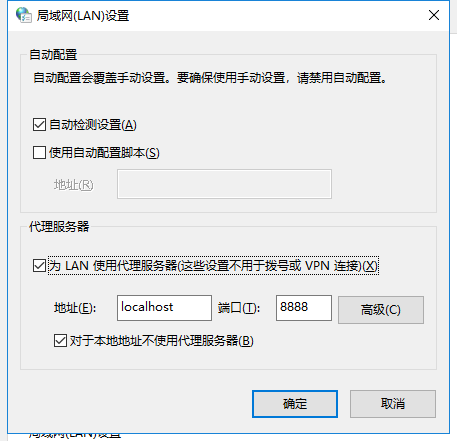 局域网(LAN)设置
自动配置
自动配置会覆盖手动设置。要确保使用手动设置，请禁用自动配置。
自动检测设置(A)
使用自动配置脚本(S)
地址(R)
代理服务器
为 LAN 使用代理服务器(这些设置不用于拨号或 VPN 连接)(X)
地址(E): localhost 端口(T): 8888 高级(C)
对于本地地址不使用代理服务器(B)
确定 取消
局域网(LAN)设置